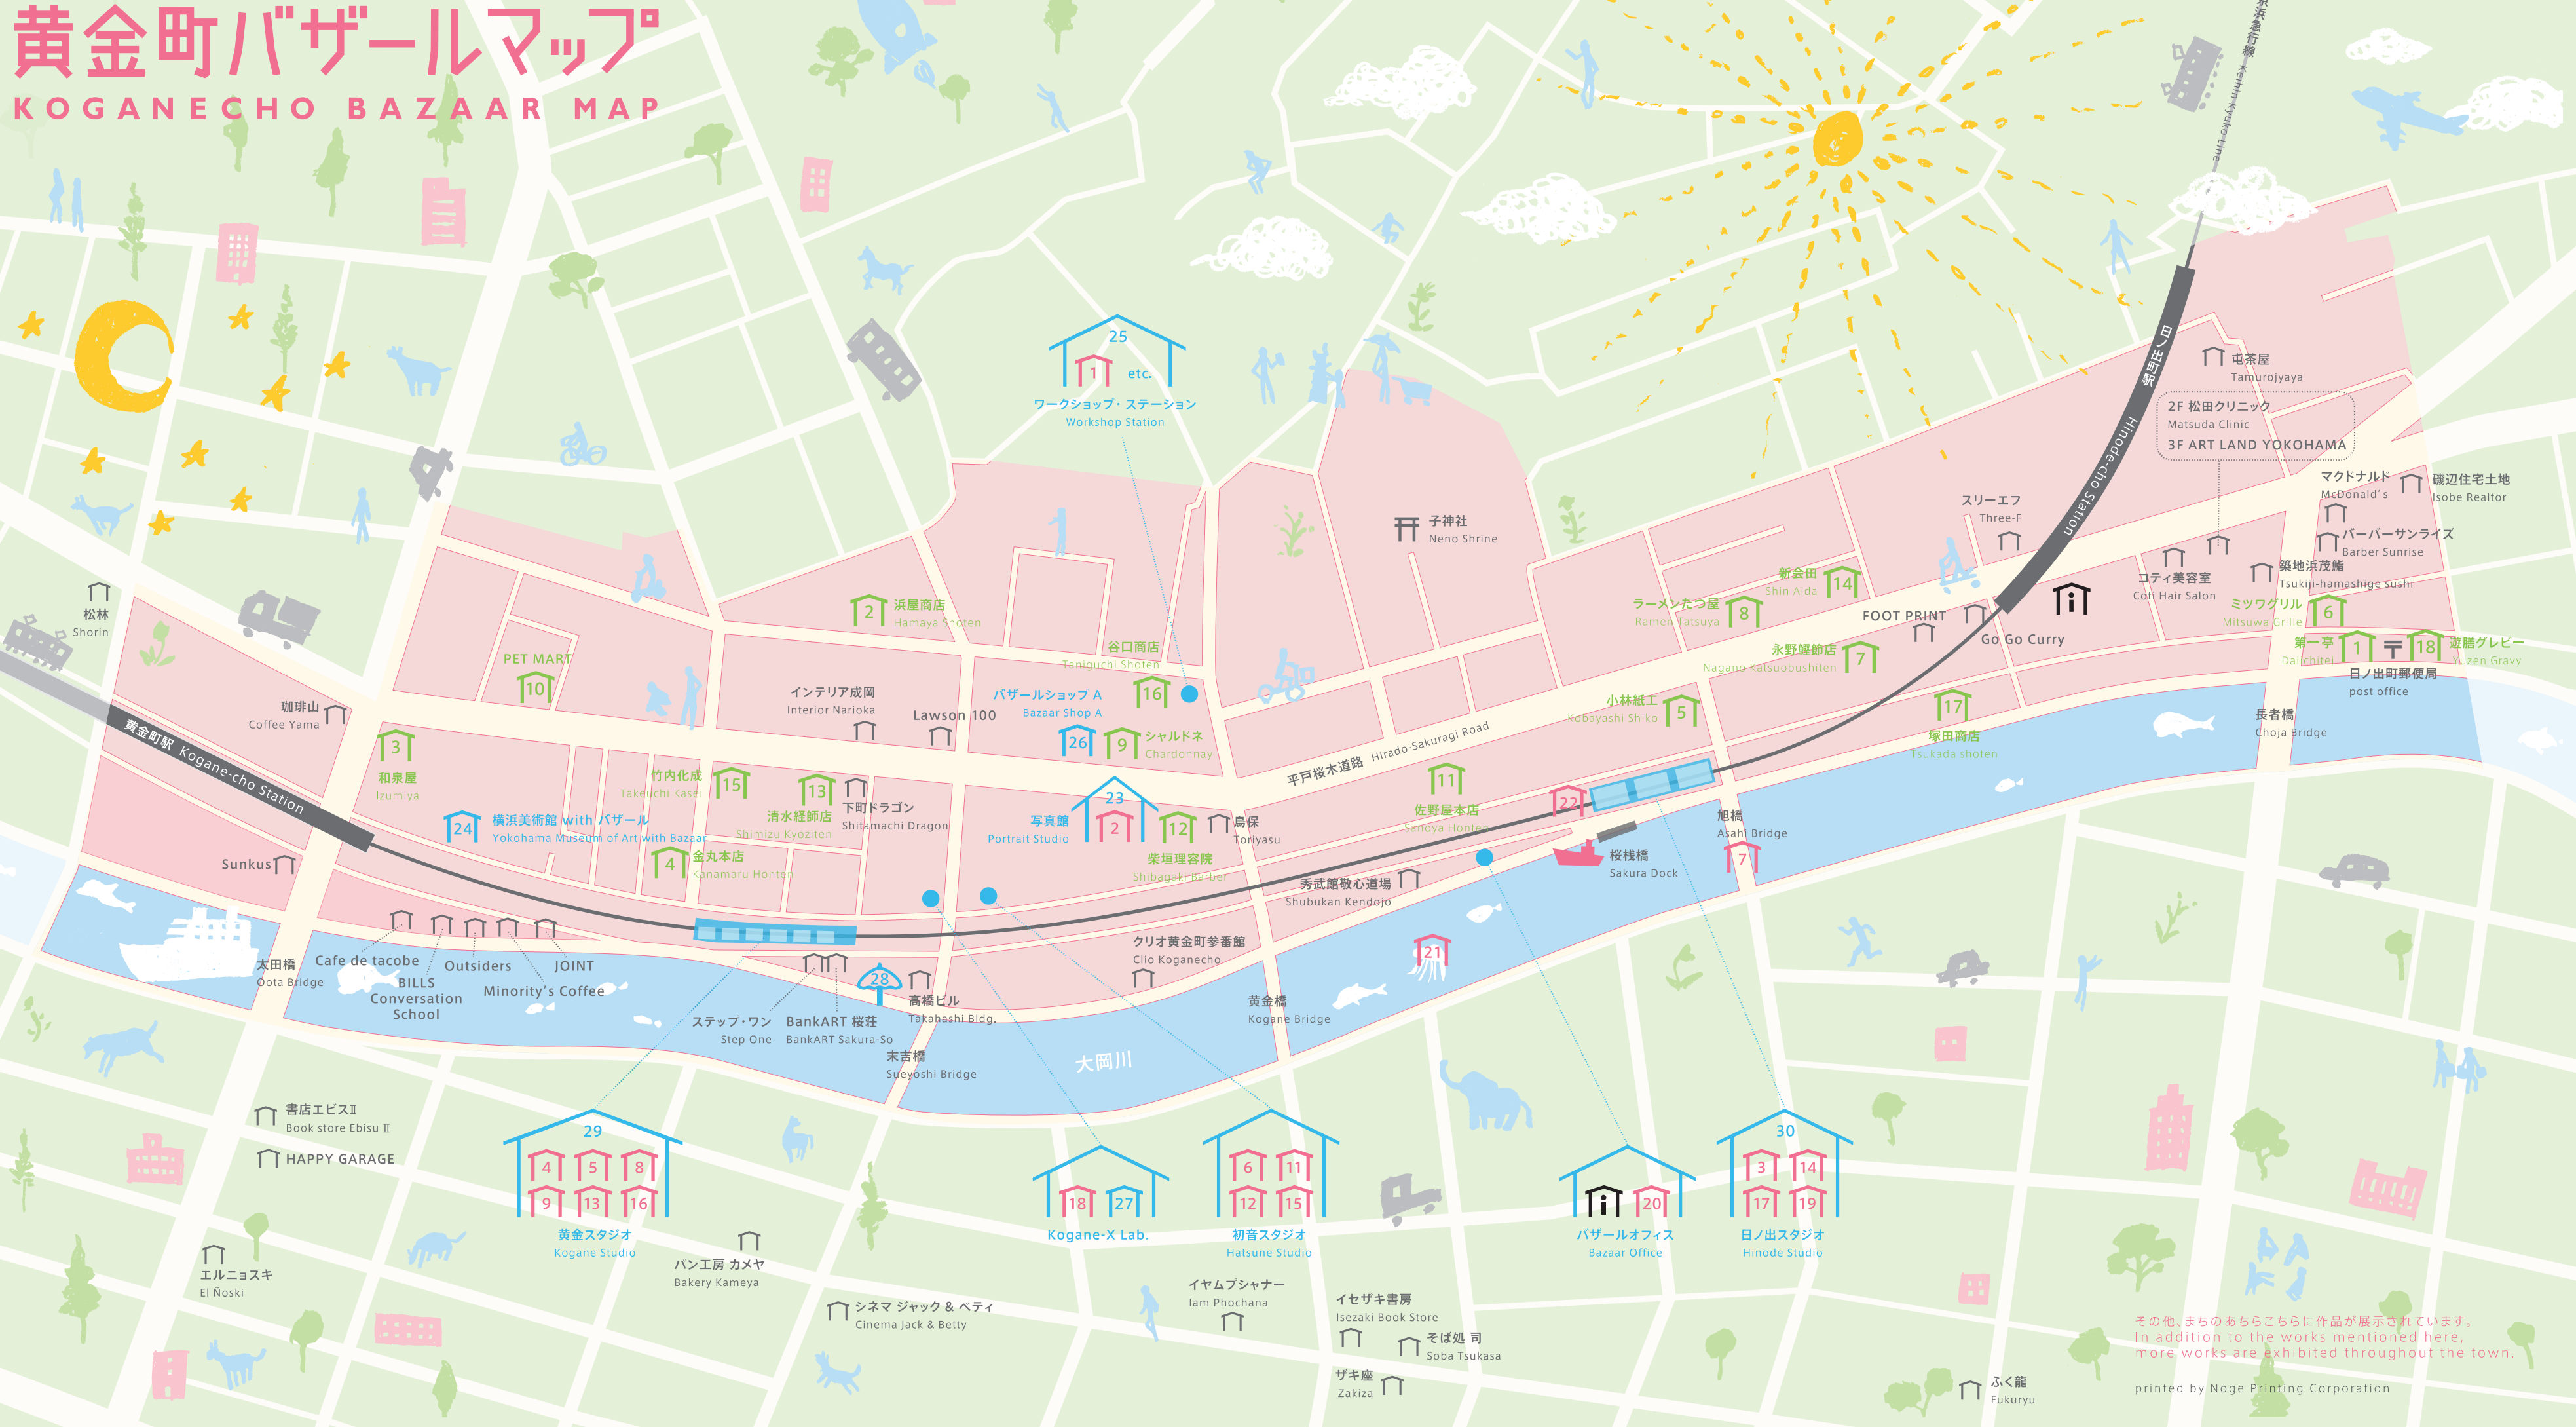 黄金町バザールマップ
KOGANECHO BAZAAR MAP
京浜急行線 Keihin Kyuko Line
25
1
etc.
ワークショップ・ステーション
Workshop Station
日ノ出町駅 Hinode-cho Station
屯茶屋
Tamurojyaya
2F 松田クリニック
Matsuda Clinic
3F ART LAND YOKOHAMA
マクドナルド
McDonald's
磯辺住宅土地
Isobe Realtor
バーバーサンライズ
Barber Sunrise
築地浜茂鮨
Tsukiji-hamashige sushi
コティ美容室
Coti Hair Salon
ミツワグリル
Mitsuwa Grille
6
第一亭
Daiichitei
1
18
遊膳グレビー
Yuzen Gravy
日ノ出町郵便局
post office
長者橋
Choja Bridge
スリーエフ
Three-F
子神社
Neno Shrine
新会田
Shin Aida
14
ラーメンたつ屋
Ramen Tatsuya
8
FOOT PRINT
Go Go Curry
i
永野鰹節店
Nagano Katsuobushiten
7
小林紙工
Kobayashi Shiko
5
17
塚田商店
Tsukada shoten
松林
Shorin
珈琲山
Coffee Yama
黄金町駅 Kogane-cho Station
PET MART
10
2
浜屋商店
Hamaya Shoten
谷口商店
Taniguchi Shoten
16
インテリア成岡
Interior Narioka
Lawson 100
バザールショップ A
Bazaar Shop A
26
9
シャルドネ
Chardonnay
平戸桜木道路 Hirado-Sakuragi Road
3
和泉屋
Izumiya
24
横浜美術館 with バザール
Yokohama Museum of Art with Bazaar
竹内化成
Takeuchi Kasei
15
13
清水経師店
Shimizu Kyoziten
下町ドラゴン
Shitamachi Dragon
4
金丸本店
Kanamaru Honten
23
2
写真館
Portrait Studio
12
柴垣理容院
Shibagaki Barber
鳥保
Toriyasu
11
佐野屋本店
Sanoya Honten
22
旭橋
Asahi Bridge
7
桜桟橋
Sakura Dock
秀武館敬心道場
Shubukan Kendojo
21
Sunkus
太田橋
Oota Bridge
Cafe de tacobe
BILLS
Conversation
School
Outsiders
Minority's Coffee
JOINT
ステップ・ワン
Step One
BankART 桜荘
BankART Sakura-So
28
高橋ビル
Takahashi Bldg.
末吉橋
Sueyoshi Bridge
クリオ黄金町参番館
Clio Koganecho
黄金橋
Kogane Bridge
大岡川
書店エビスⅡ
Book store Ebisu Ⅱ
HAPPY GARAGE
エルニョスキ
El Ñoski
29
4 5 8
9 13 16
黄金スタジオ
Kogane Studio
18 27
Kogane-X Lab.
6 11
12 15
初音スタジオ
Hatsune Studio
i 20
バザールオフィス
Bazaar Office
30
3 14
17 19
日ノ出スタジオ
Hinode Studio
パン工房 カメヤ
Bakery Kameya
シネマ ジャック & ベティ
Cinema Jack & Betty
イヤムプシャナー
Iam Phochana
イセザキ書房
Isezaki Book Store
そば処 司
Soba Tsukasa
ザキ座
Zakiza
ふく龍
Fukuryu
その他、まちのあちらこちらに作品が展示されています。
In addition to the works mentioned here,
more works are exhibited throughout the town.
printed by Noge Printing Corporation